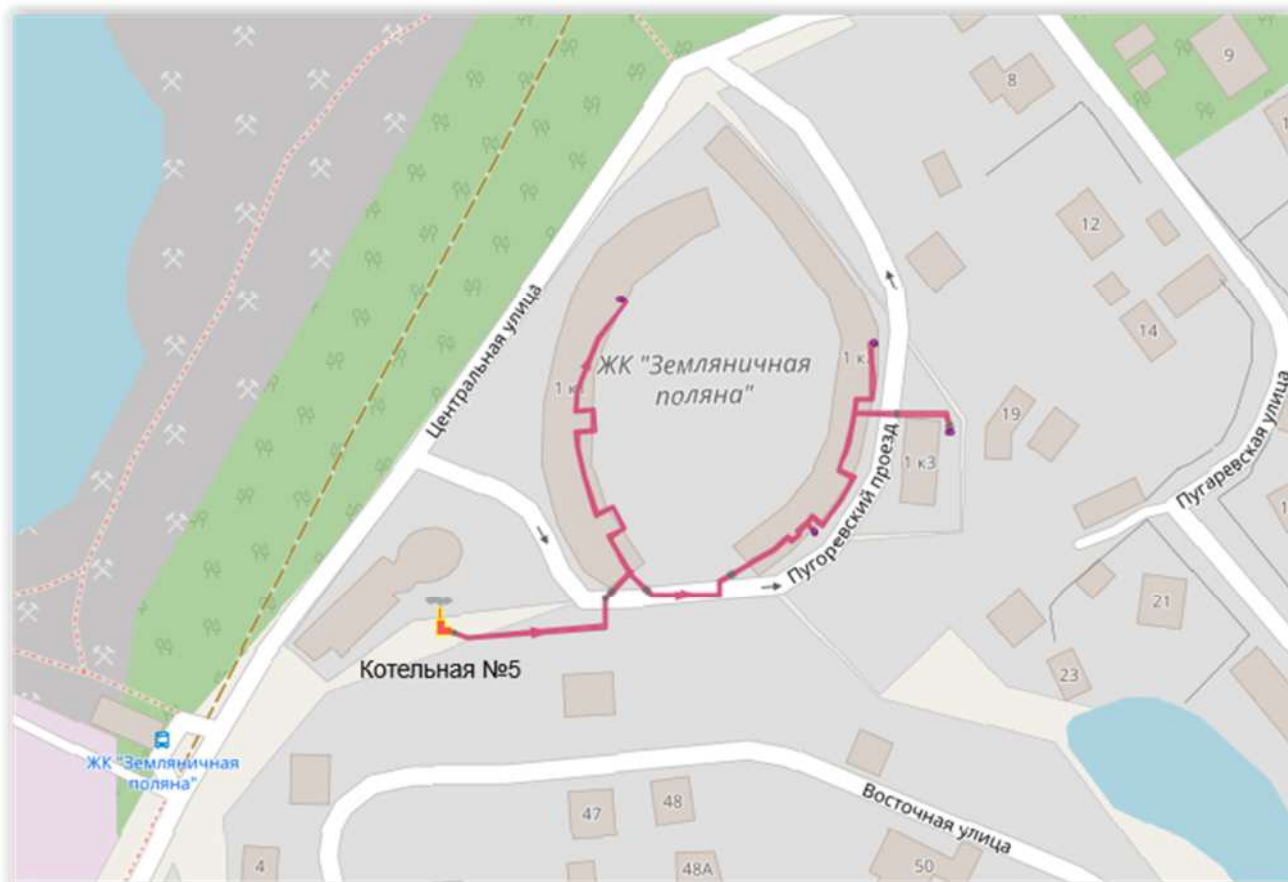 9
8
12
Центральная улица
14
ЖК "Земляничная
поляна"
1 к
1 к.
19
1 к3
Пугоревский проезд
Пугаревская улица
21
23
Котельная №5
ЖК "Земляничная
поляна"
47
48
Восточная улица
4
48А
50